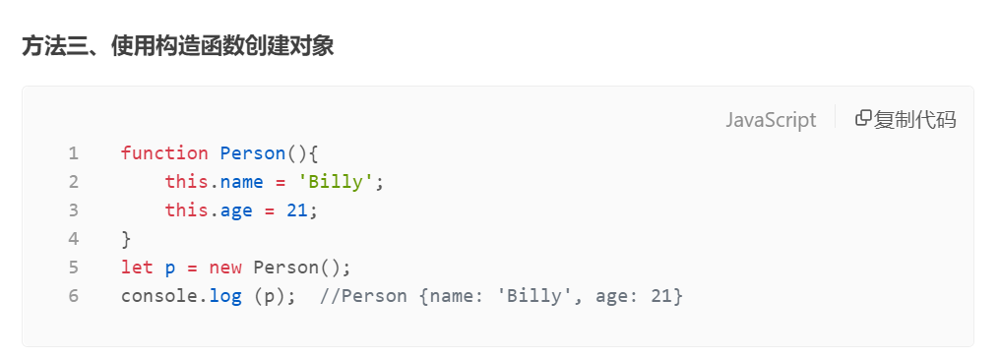 方法三、使用构造函数创建对象
JavaScript 复制代码
1 function Person(){
2     this.name = 'Billy';
3     this.age = 21;
4 }
5 let p = new Person();
6 console.log (p);  //Person {name: 'Billy', age: 21}